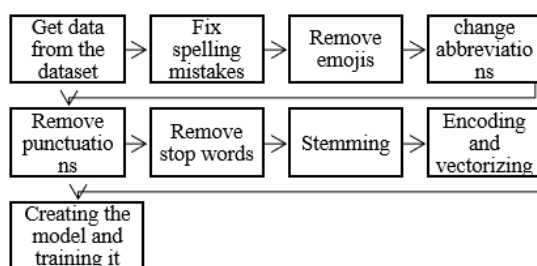 Get data
from the
dataset
Fix
spelling
mistakes
Remove
emojis
change
abbreviatio
ns
Remove
punctuatio
ns
Remove
stop words
Stemming
Encoding
and
vectorizing
Creating the
model and
training it